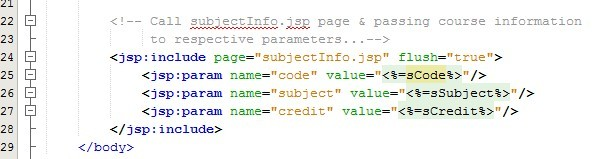 21
22 <!-- Call subjectInfo.jsp page & passing course information
23 to respective parameters...-->
24 <jsp:include page="subjectInfo.jsp" flush="true">
25 <jsp:param name="code" value="<%=sCode%>"/>
26 <jsp:param name="subject" value="<%=sSubject%>"/>
27 <jsp:param name="credit" value="<%=sCredit%>"/>
28 </jsp:include>
29 </body>